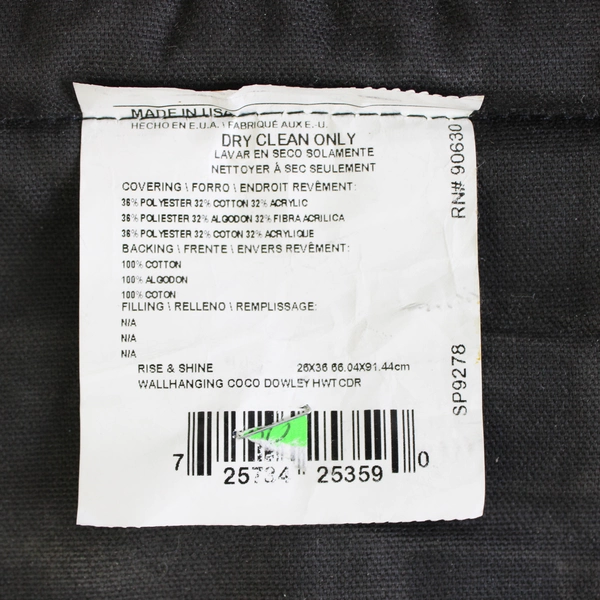 MADE IN USA
HECHO EN E.U.A. \ FABRIQUÉ AUX E.-U.
DRY CLEAN ONLY
LAVAR EN SECO SOLAMENTE
NETTOYER À SEC SEULEMENT
COVERING \ FORRO \ ENDROIT REVÊMENT:
36% POLYESTER 32% COTTON 32% ACRYLIC
36% POLIESTER 32% ALGODON 32% FIBRA ACRILICA
36% POLYESTER 32% COTON 32% ACRYLIQUE
BACKING \ FRENTE \ ENVERS REVÊMENT:
100% COTTON
100% ALGODON
100% COTON
FILLING \ RELLENO \ REMPLISSAGE:
N/A
N/A
N/A
RISE & SHINE 26X36 66.04X91.44cm
WALLHANGING COCO DOWLEY HWTCDR
7 25734 25359 0
RN# 90630
SP9278